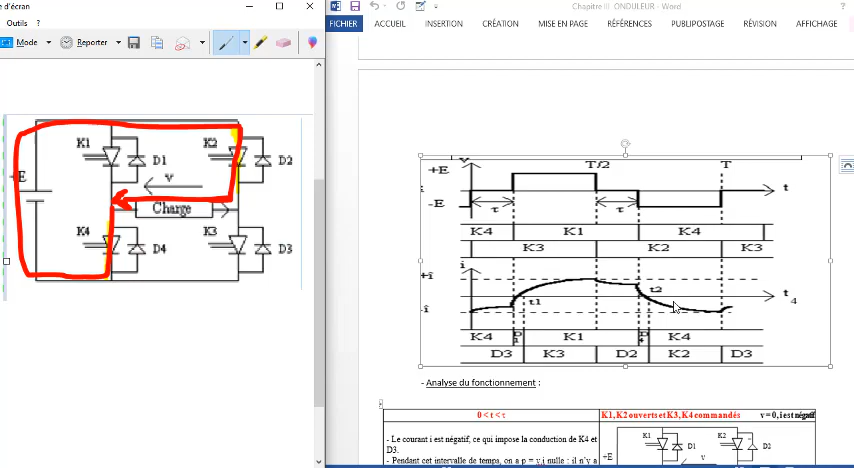 e d'écran
Outils ?
Mode
Reporter
K1
K2
D1
D2
+E
v
Charge
K4
K3
D4
D3
Chapitre III ONDULEUR - Word
FICHIER ACCUEIL INSERTION CRÉATION MISE EN PAGE RÉFÉRENCES PUBLIPOSTAGE RÉVISION AFFICHAGE
v
T/2
T
+E
t
-E
τ
τ
K4 K1 K4
K3 K2 K3
i
+î
t1
t2
t
4
-î
K4 D1 K1 D4 K4
D3 K3 D2 K2 D3
- Analyse du fonctionnement :
0 < t < τ
K1, K2 ouverts et K3, K4 commandés v = 0, i est négatif
- Le courant i est négatif, ce qui impose la conduction de K4 et
D3.
- Pendant cet intervalle de temps, on a p = v.i nulle : il n'y a
K1
K2
D1
D2
+E
v